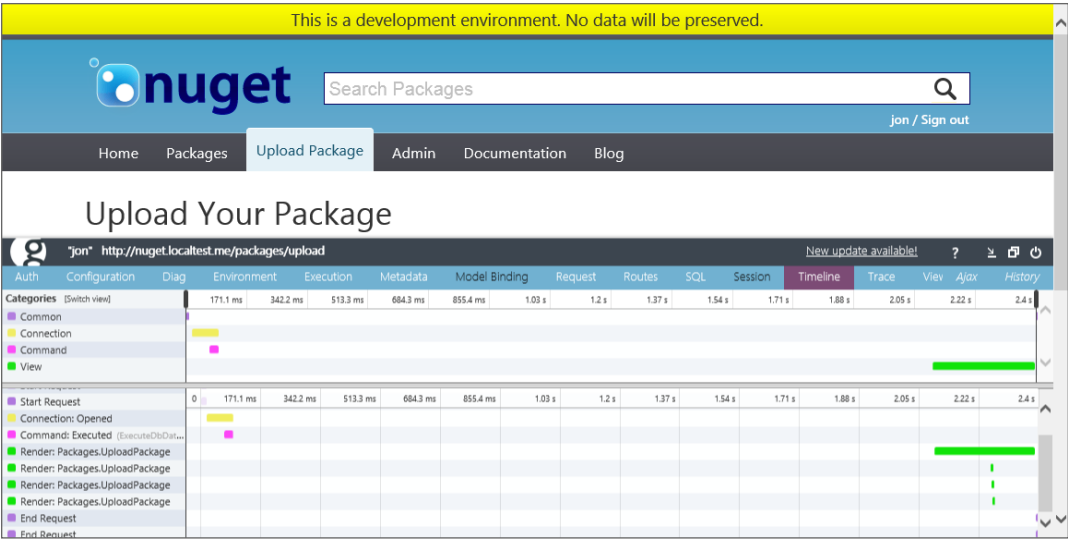 This is a development environment. No data will be preserved.
nuget
Search Packages
jon / Sign out
Home Packages Upload Package Admin Documentation Blog
Upload Your Package
g "jon" http://nuget.localtest.me/packages/upload New update available! ?
Auth Configuration Diag Environment Execution Metadata Model Binding Request Routes SQL Session Timeline Trace Viev Ajax History
Categories [Switch view] 171.1 ms 342.2 ms 513.3 ms 684.3 ms 855.4 ms 1.03 s 1.2 s 1.37 s 1.54 s 1.71 s 1.88 s 2.05 s 2.22 s 2.4 s
Common
Connection
Command
View
Start Request
Start Request 0 171.1 ms 342.2 ms 513.3 ms 684.3 ms 855.4 ms 1.03 s 1.2 s 1.37 s 1.54 s 1.71 s 1.88 s 2.05 s 2.22 s 2.4 s
Connection: Opened
Command: Executed (ExecuteDbDat...
Render: Packages.UploadPackage
Render: Packages.UploadPackage
Render: Packages.UploadPackage
Render: Packages.UploadPackage
End Request
End Request